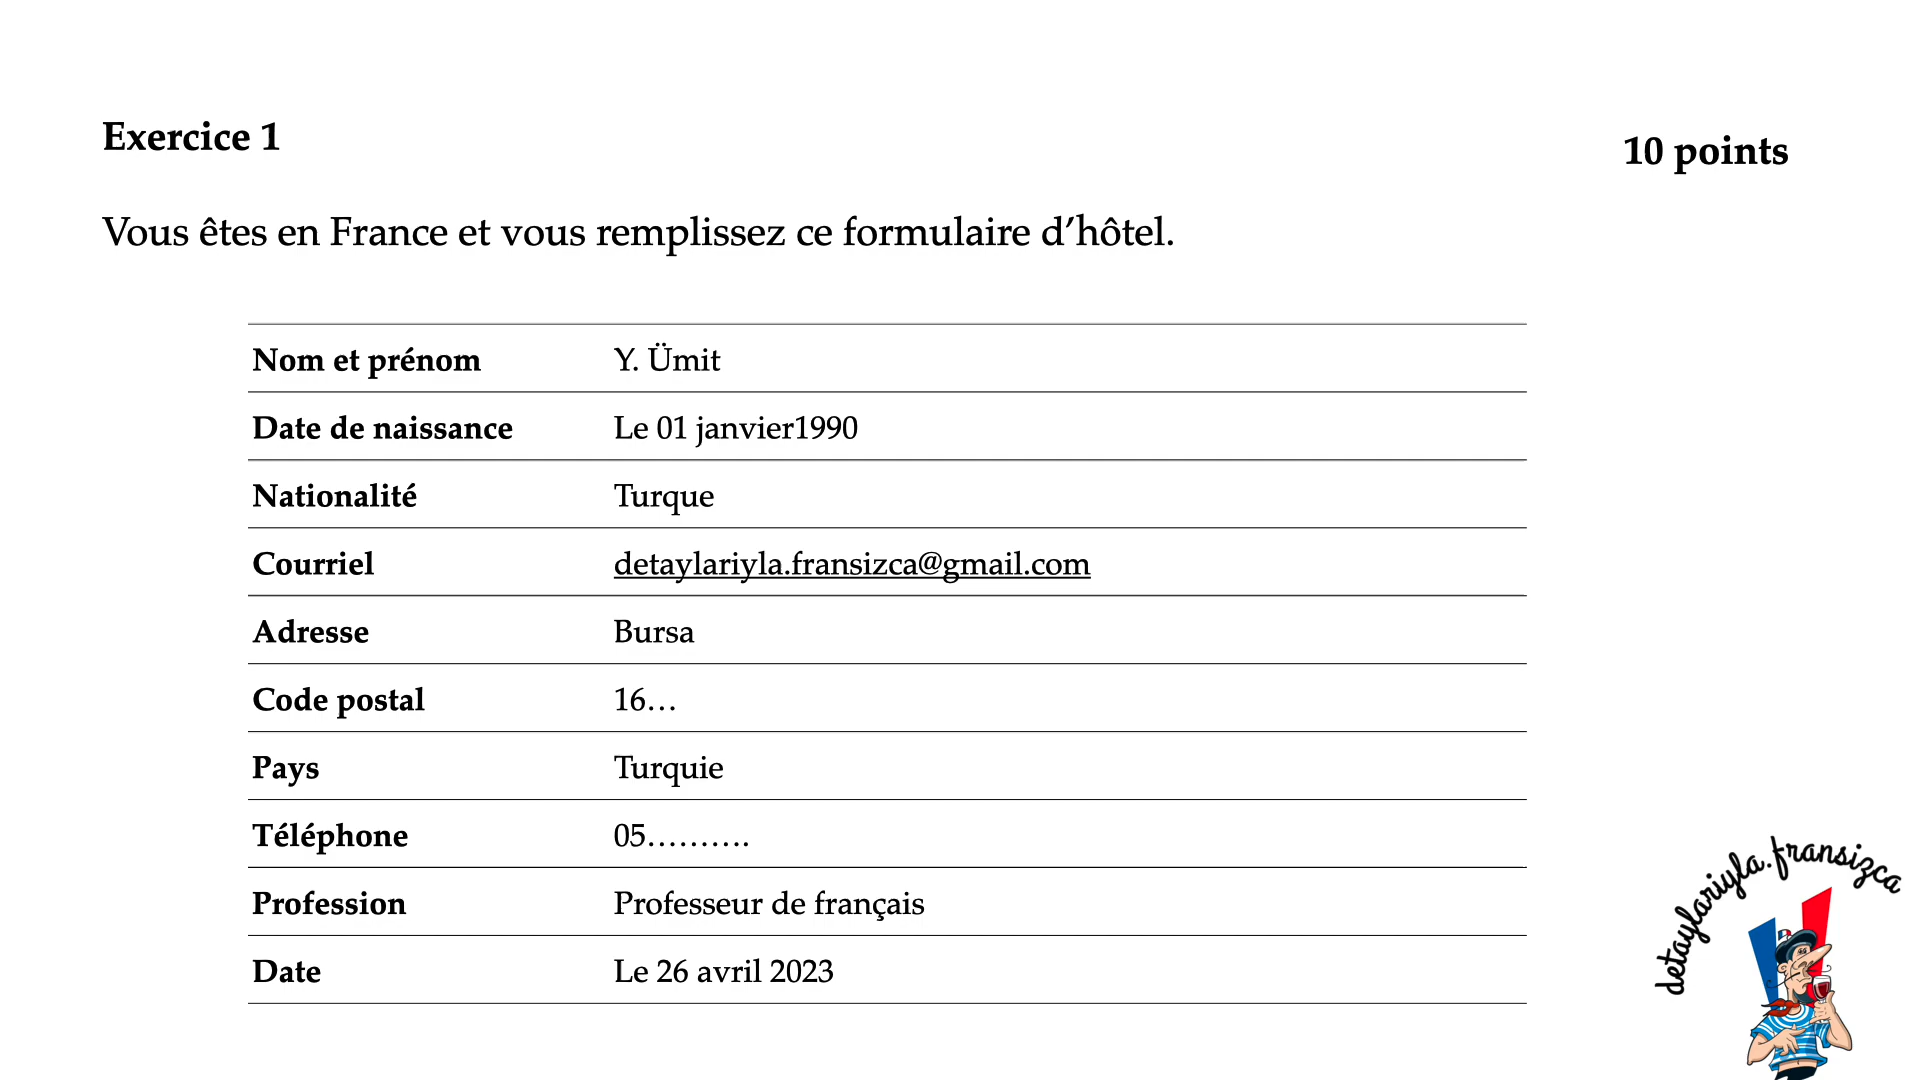 Exercice 1
10 points
Vous êtes en France et vous remplissez ce formulaire d’hôtel.
Nom et prénom Y. Ümit
Date de naissance Le 01 janvier1990
Nationalité Turque
Courriel detaylariyla.fransizca@gmail.com
Adresse Bursa
Code postal 16…
Pays Turquie
Téléphone 05……….
Profession Professeur de français
Date Le 26 avril 2023
detaylariyla.fransizca